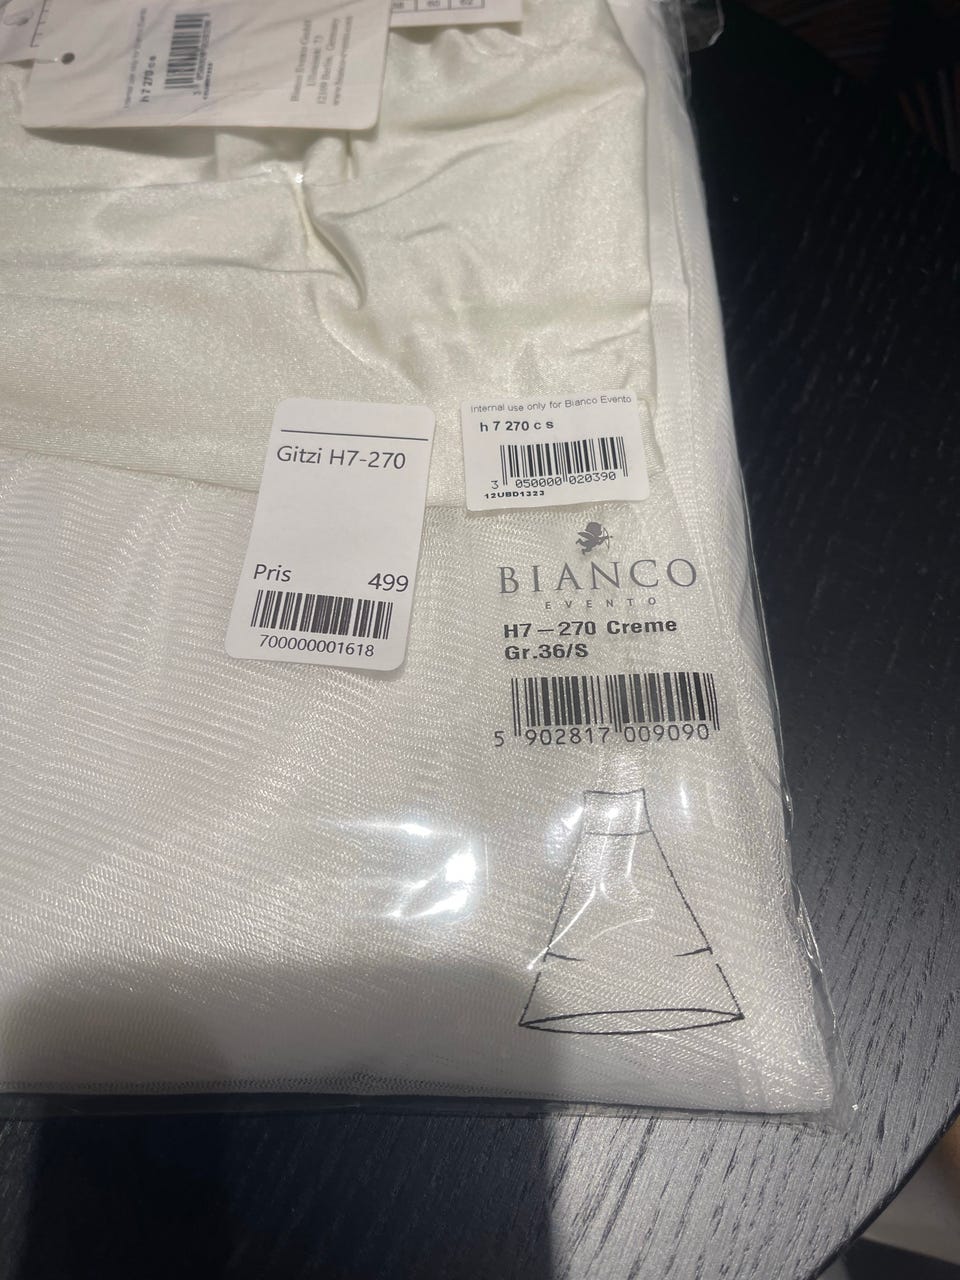 h 7 270 c s
Gitzi H7-270
Pris 499
700000001618
Internal use only for Bianco Evento
h 7 270 c s
3 050000 020390
12UBD1323
BIANCO
EVENTO
H7-270 Creme
Gr.36/S
5 902817 009090